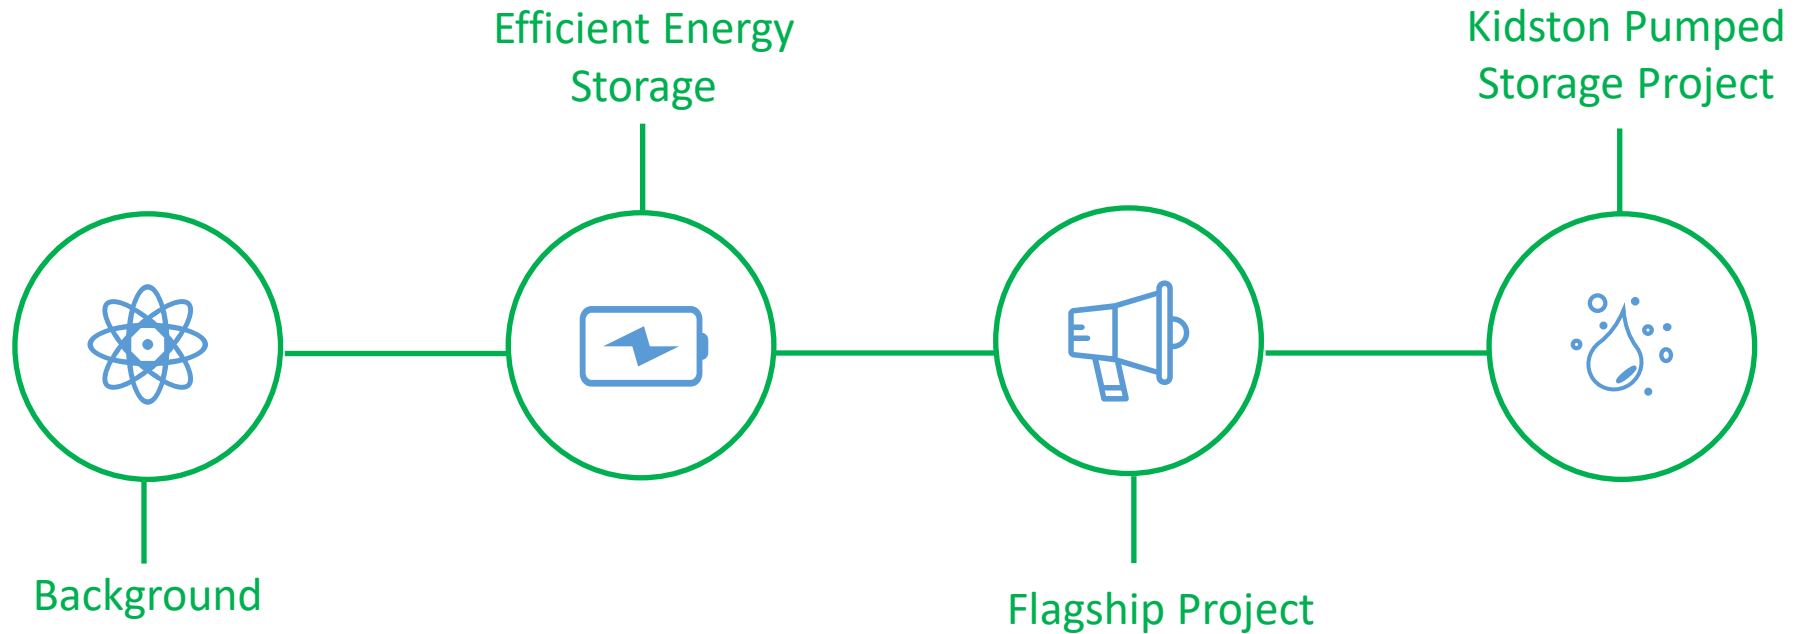 Efficient Energy
Storage
Kidston Pumped
Storage Project
Background
Flagship Project